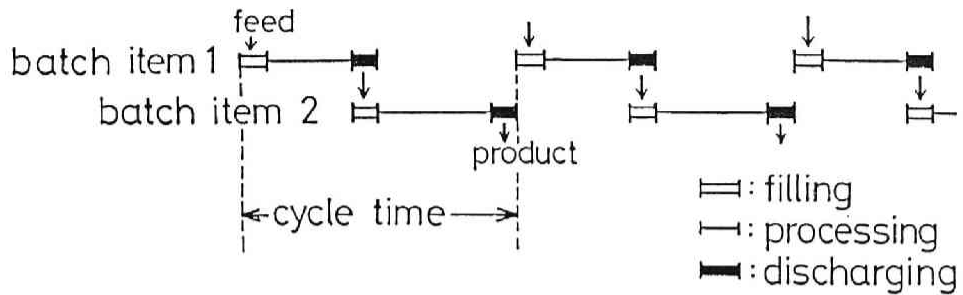 feed
batch item 1
batch item 2
product
cycle time
: filling
: processing
: discharging